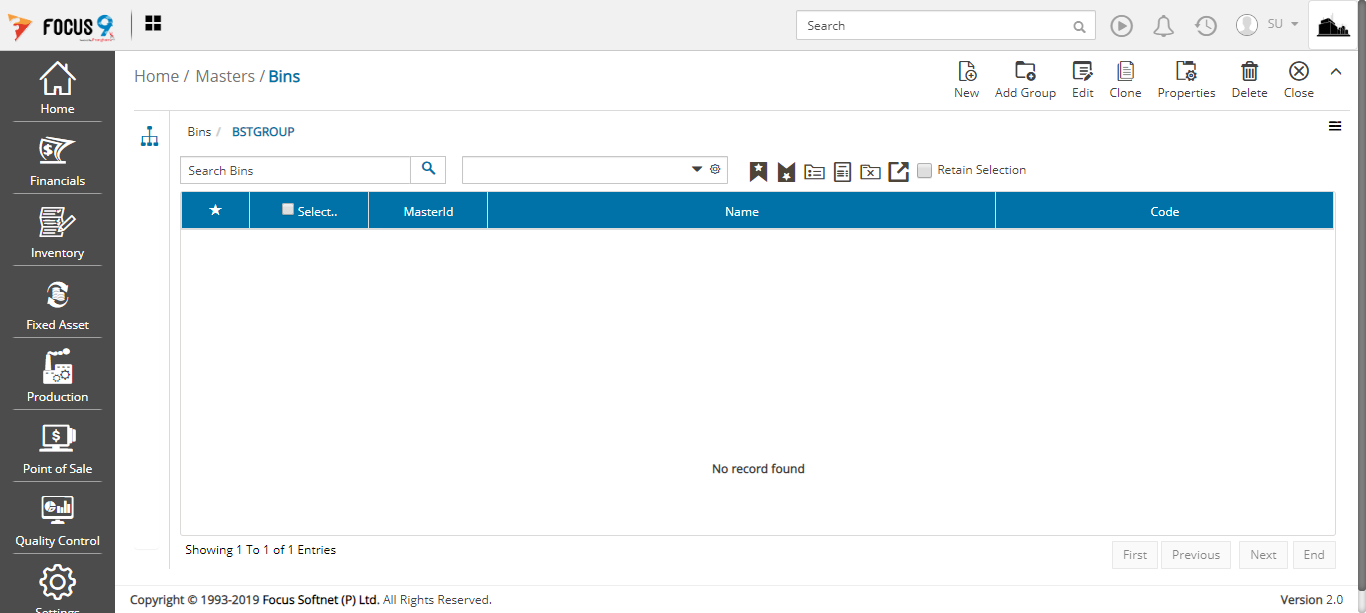 FOCUS 9
Search
SU
Home
Financials
Inventory
Fixed Asset
Production
Point of Sale
Quality Control
Settings
Home / Masters / Bins
New
Add Group
Edit
Clone
Properties
Delete
Close
Bins / BSTGROUP
Search Bins
Retain Selection
Select..
MasterId
Name
Code
No record found
Showing 1 To 1 of 1 Entries
First
Previous
Next
End
Copyright © 1993-2019 Focus Softnet (P) Ltd. All Rights Reserved.
Version 2.0